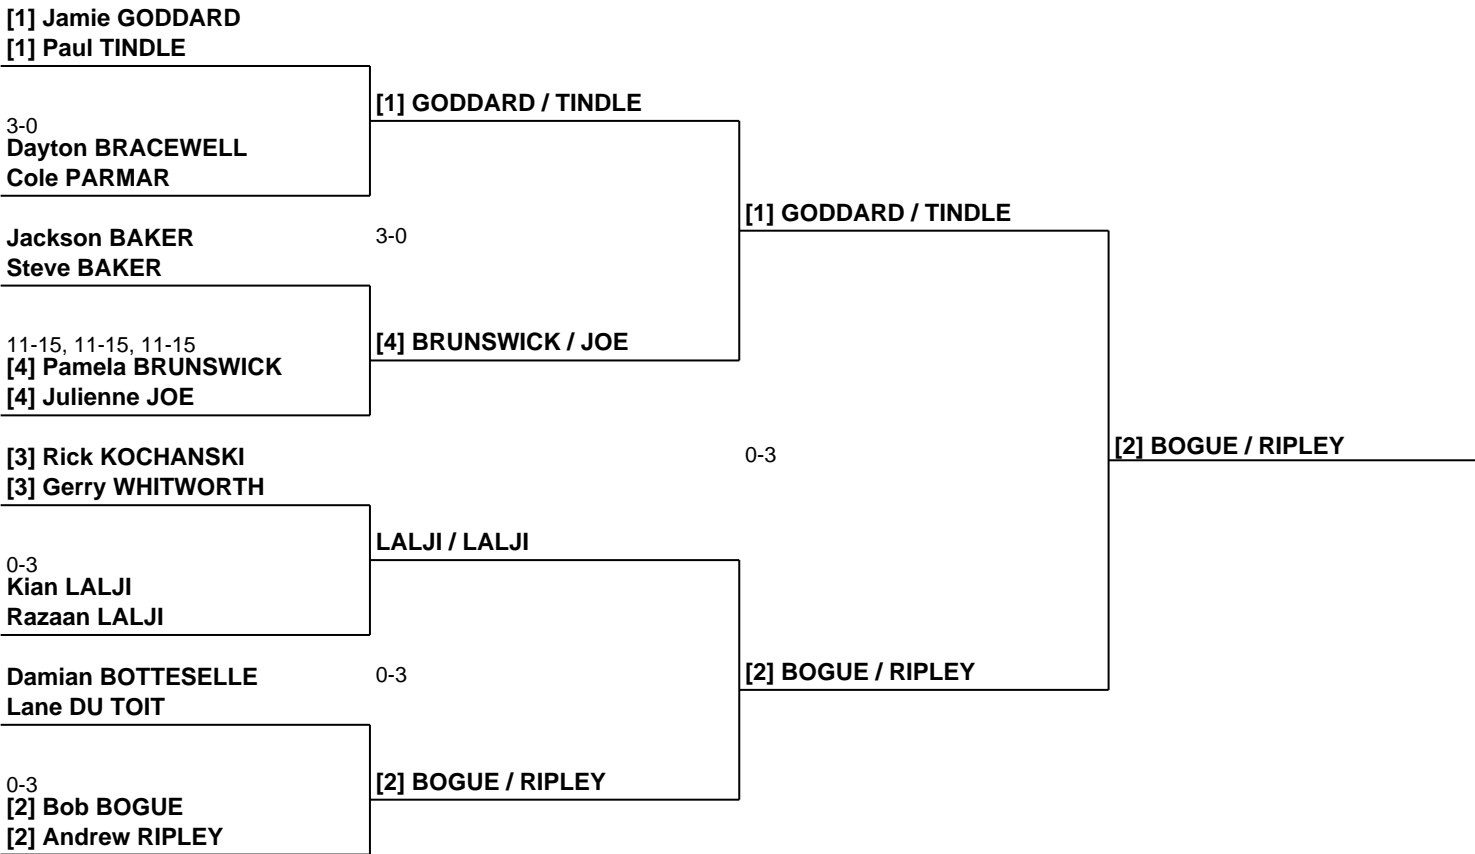 [1] Jamie GODDARD
[1] Paul TINDLE
3-0
Dayton BRACEWELL
Cole PARMAR
Jackson BAKER
Steve BAKER
11-15, 11-15, 11-15
[4] Pamela BRUNSWICK
[4] Julienne JOE
[3] Rick KOCHANSKI
[3] Gerry WHITWORTH
0-3
Kian LALJI
Razaan LALJI
Damian BOTTESELLE
Lane DU TOIT
0-3
[2] Bob BOGUE
[2] Andrew RIPLEY
[1] GODDARD / TINDLE
3-0
[4] BRUNSWICK / JOE
LALJI / LALJI
0-3
[2] BOGUE / RIPLEY
[1] GODDARD / TINDLE
0-3
[2] BOGUE / RIPLEY
[2] BOGUE / RIPLEY